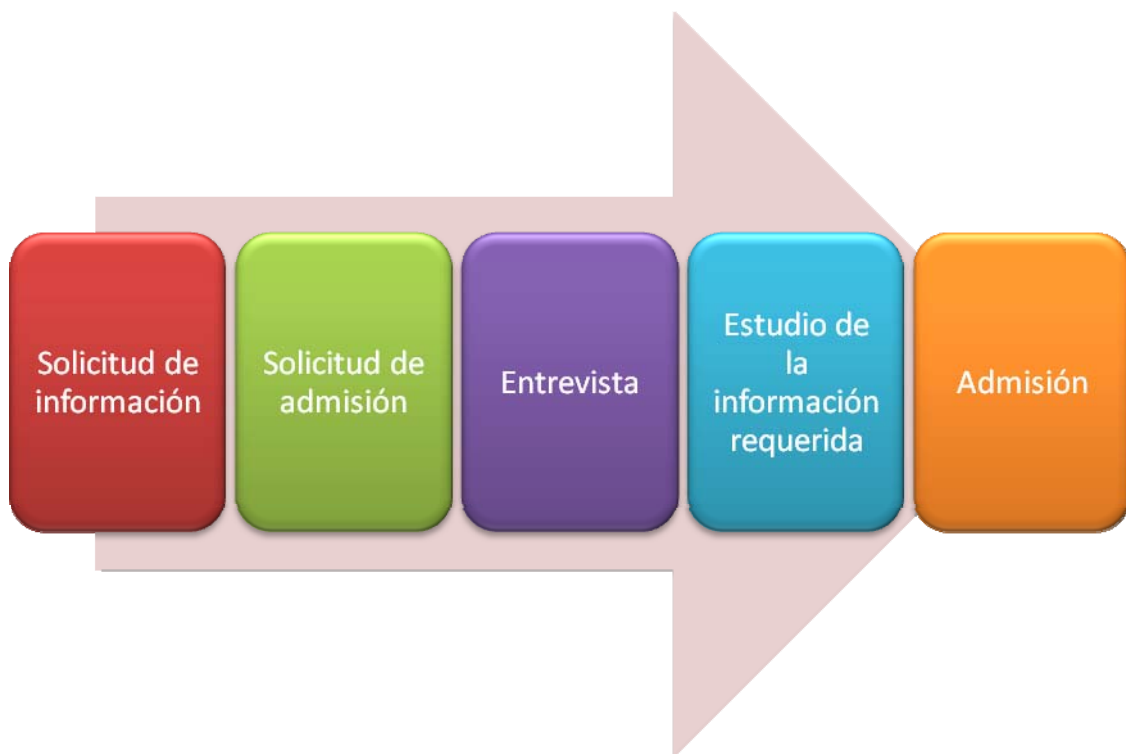 Solicitud de
información
Solicitud de
admisión
Entrevista
Estudio de
la
información
requerida
Admisión